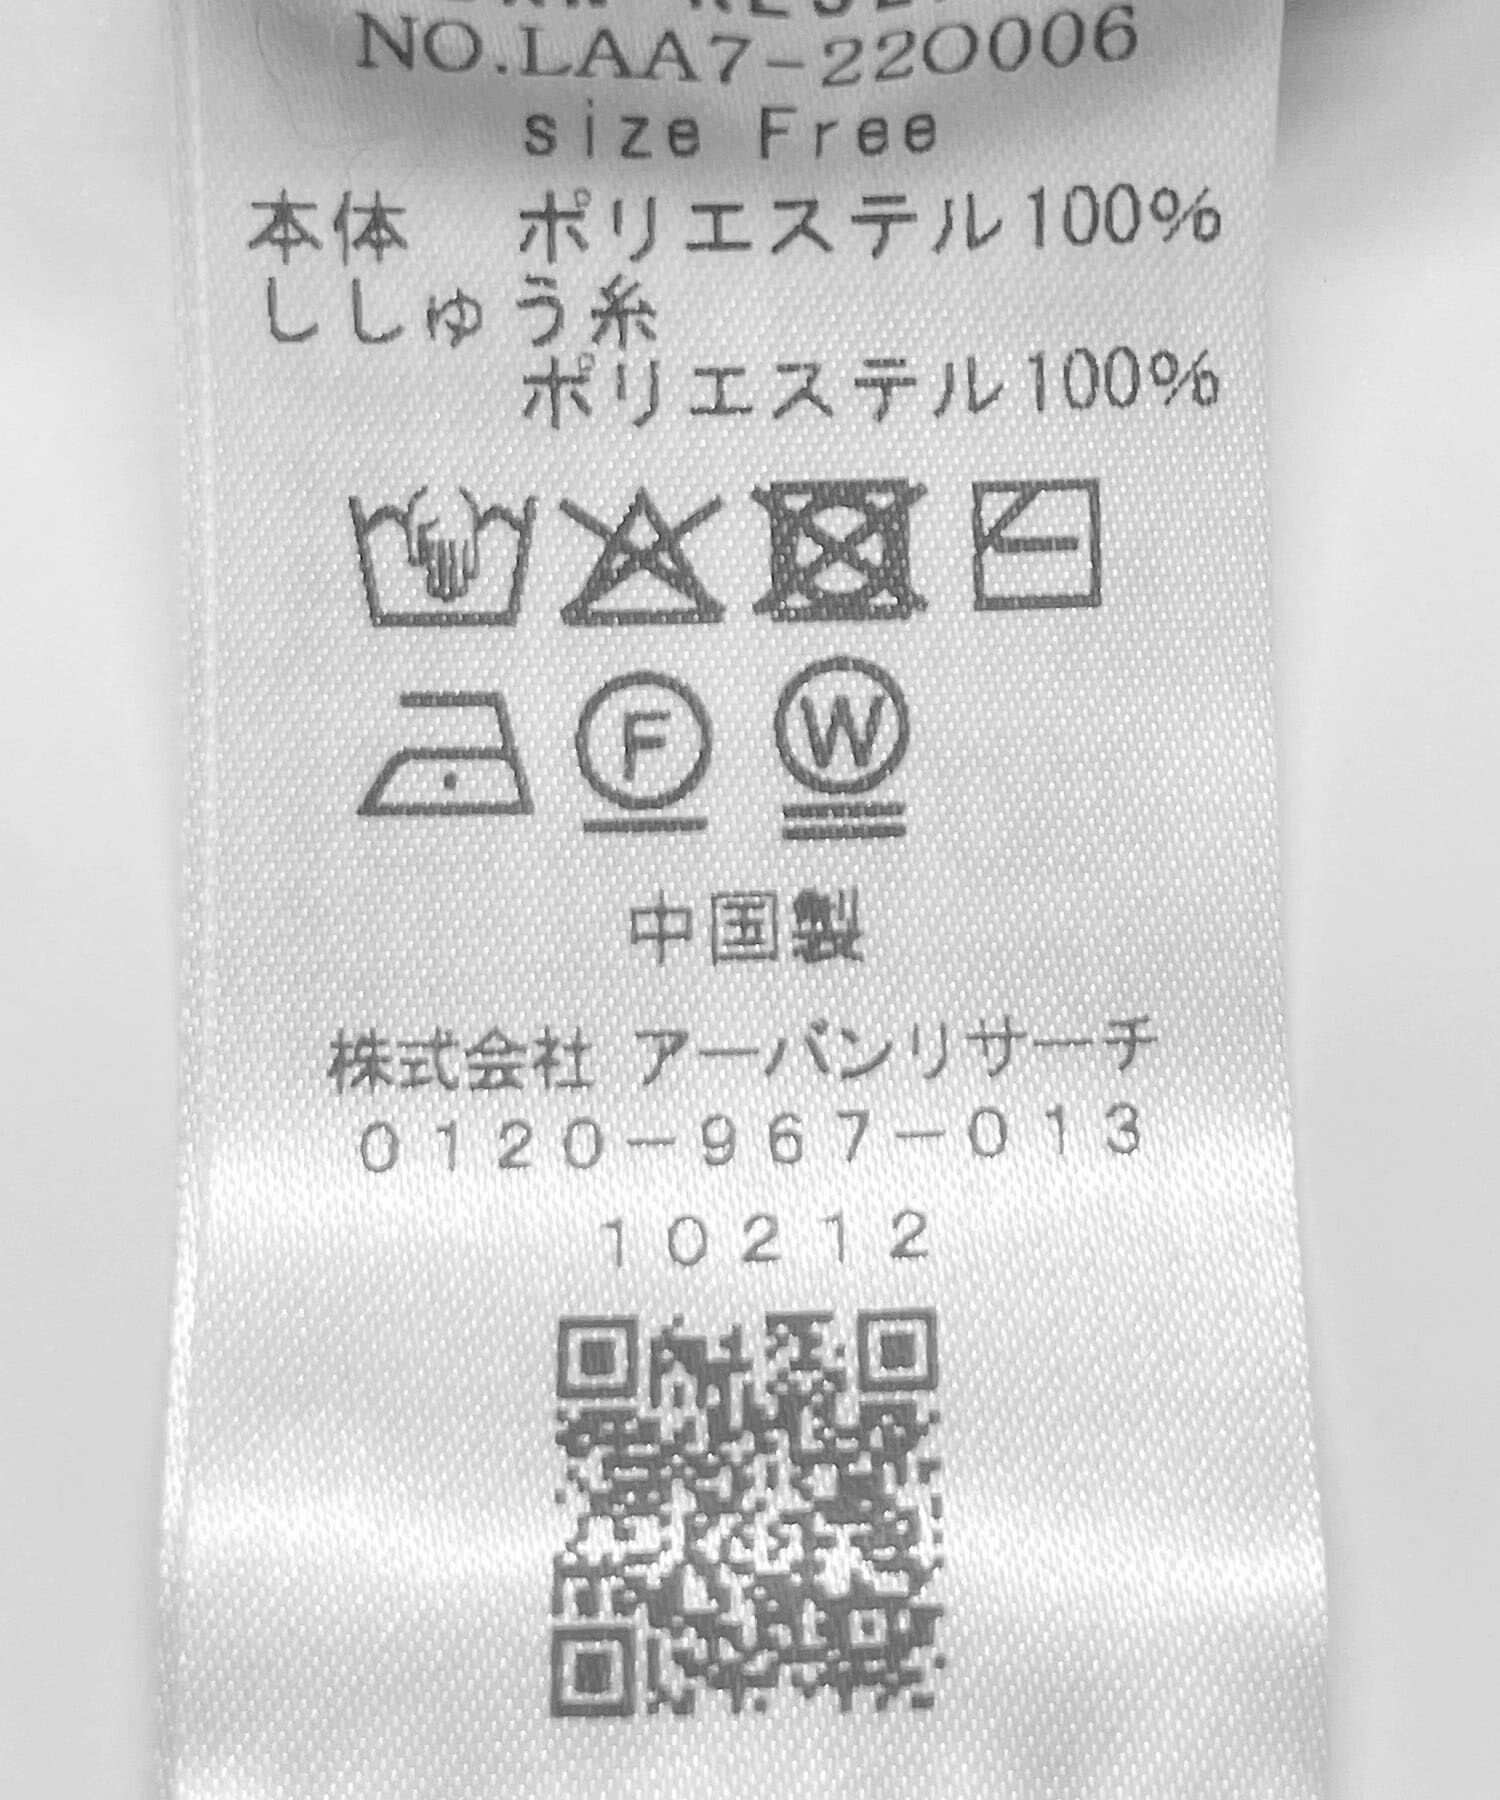 NO.LAA7-220006
size Free
本体 ポリエステル100%
ししゅう糸
ポリエステル100%
F W
中国製
株式会社 アーバンリサーチ
0120-967-013
10212